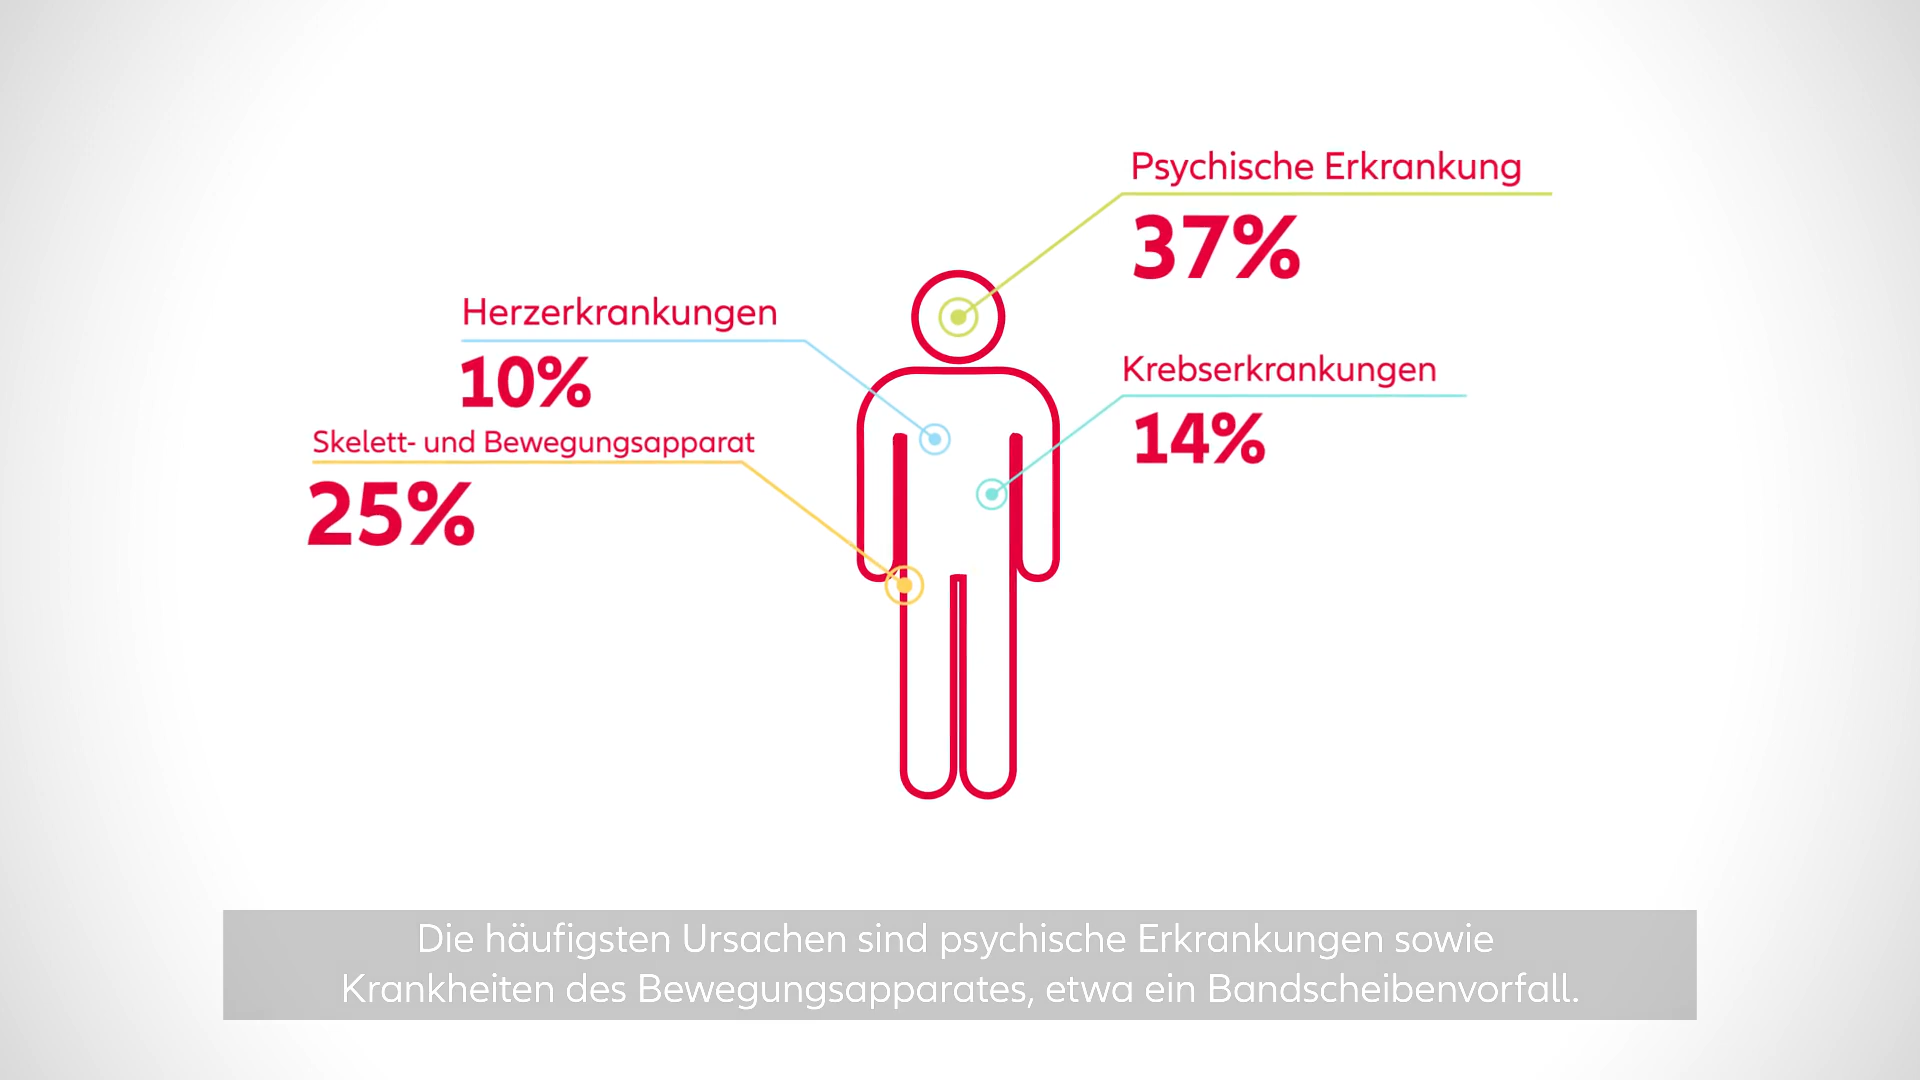 Psychische Erkrankung
37%
Herzerkrankungen
10%
Krebserkrankungen
14%
Skelett- und Bewegungsapparat
25%
Die häufigsten Ursachen sind psychische Erkrankungen sowie
Krankheiten des Bewegungsapparates, etwa ein Bandscheibenvorfall.